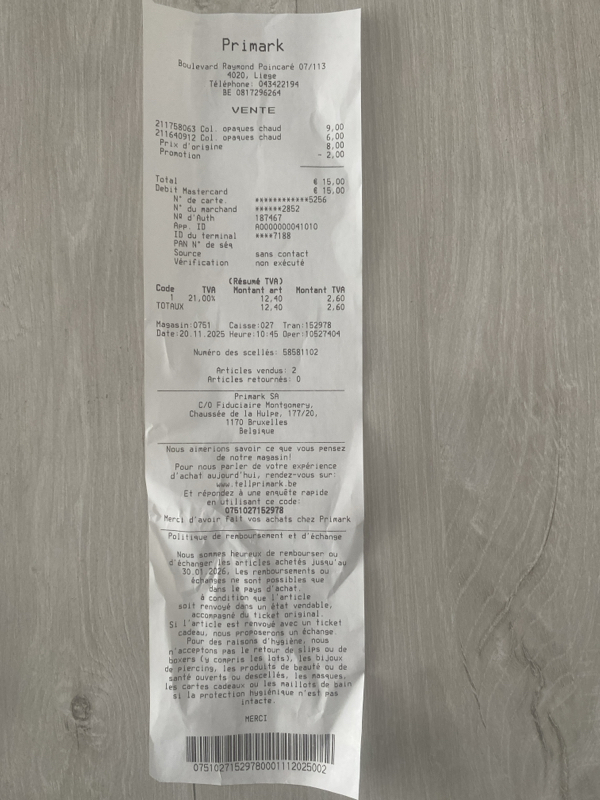 Primark
Boulevard Raymond Poincaré 07/113
4020, Liege
Téléphone: 043422194
BE 0817296264
VENTE
211758063 Col. opaques chaud 9,00
211640912 Col. opaques chaud 6,00
Prix d'origine 8,00
Promotion - 2,00
Total € 15,00
Debit Mastercard € 15,00
N° de carte. ************5256
N° du marchand ******2852
Nº d'Auth 187467
App. ID A0000000041010
ID du terminal ****7188
PAN N° de séq
Source sans contact
Vérification non exécuté
(Résumé TVA)
Code TVA Montant art Montant TVA
1 21,00% 12,40 2,60
TOTAUX 12,40 2,60
Magasin:0751 Caisse:027 Tran:152978
Date:20.11.2025 Heure:10:45 Oper:10527404
Numéro des scellés: 58581102
Articles vendus: 2
Articles retournés: 0
Primark SA
C/O Fiduciaire Montgomery,
Chaussée de la Hulpe, 177/20,
1170 Bruxelles
Belgique
Nous aimerions savoir ce que vous pensez
de notre magasin!
Pour nous parler de votre expérience
d'achat aujourd'hui, rendez-vous sur:
www.tellprimark.be
Et répondez à une enquête rapide
en utilisant ce code:
0751027152978
Merci d'avoir fait vos achats chez Primark
Politique de remboursement et d'échange
Nous sommes heureux de rembourser ou
d'échanger les articles achetés jusqu'au
30.01.2026. Les remboursements ou
échanges ne sont possibles que
dans le pays d'achat.
à condition que l'article
soit renvoyé dans un état vendable,
accompagné du ticket original.
Si l'article est renvoyé avec un ticket
cadeau, nous proposerons un échange
Pour des raisons d'hygiène, nous
n'acceptons pas le retour de slips ou de
boxers (y compris les lots), les bijoux
de piercing, les produits de beauté ou de
santé ouverts ou descellés, les masques,
les cartes cadeaux ou les maillots de bain
si la protection hygiénique n'est pas
intacte.
MERCI
07510271529780001112025002